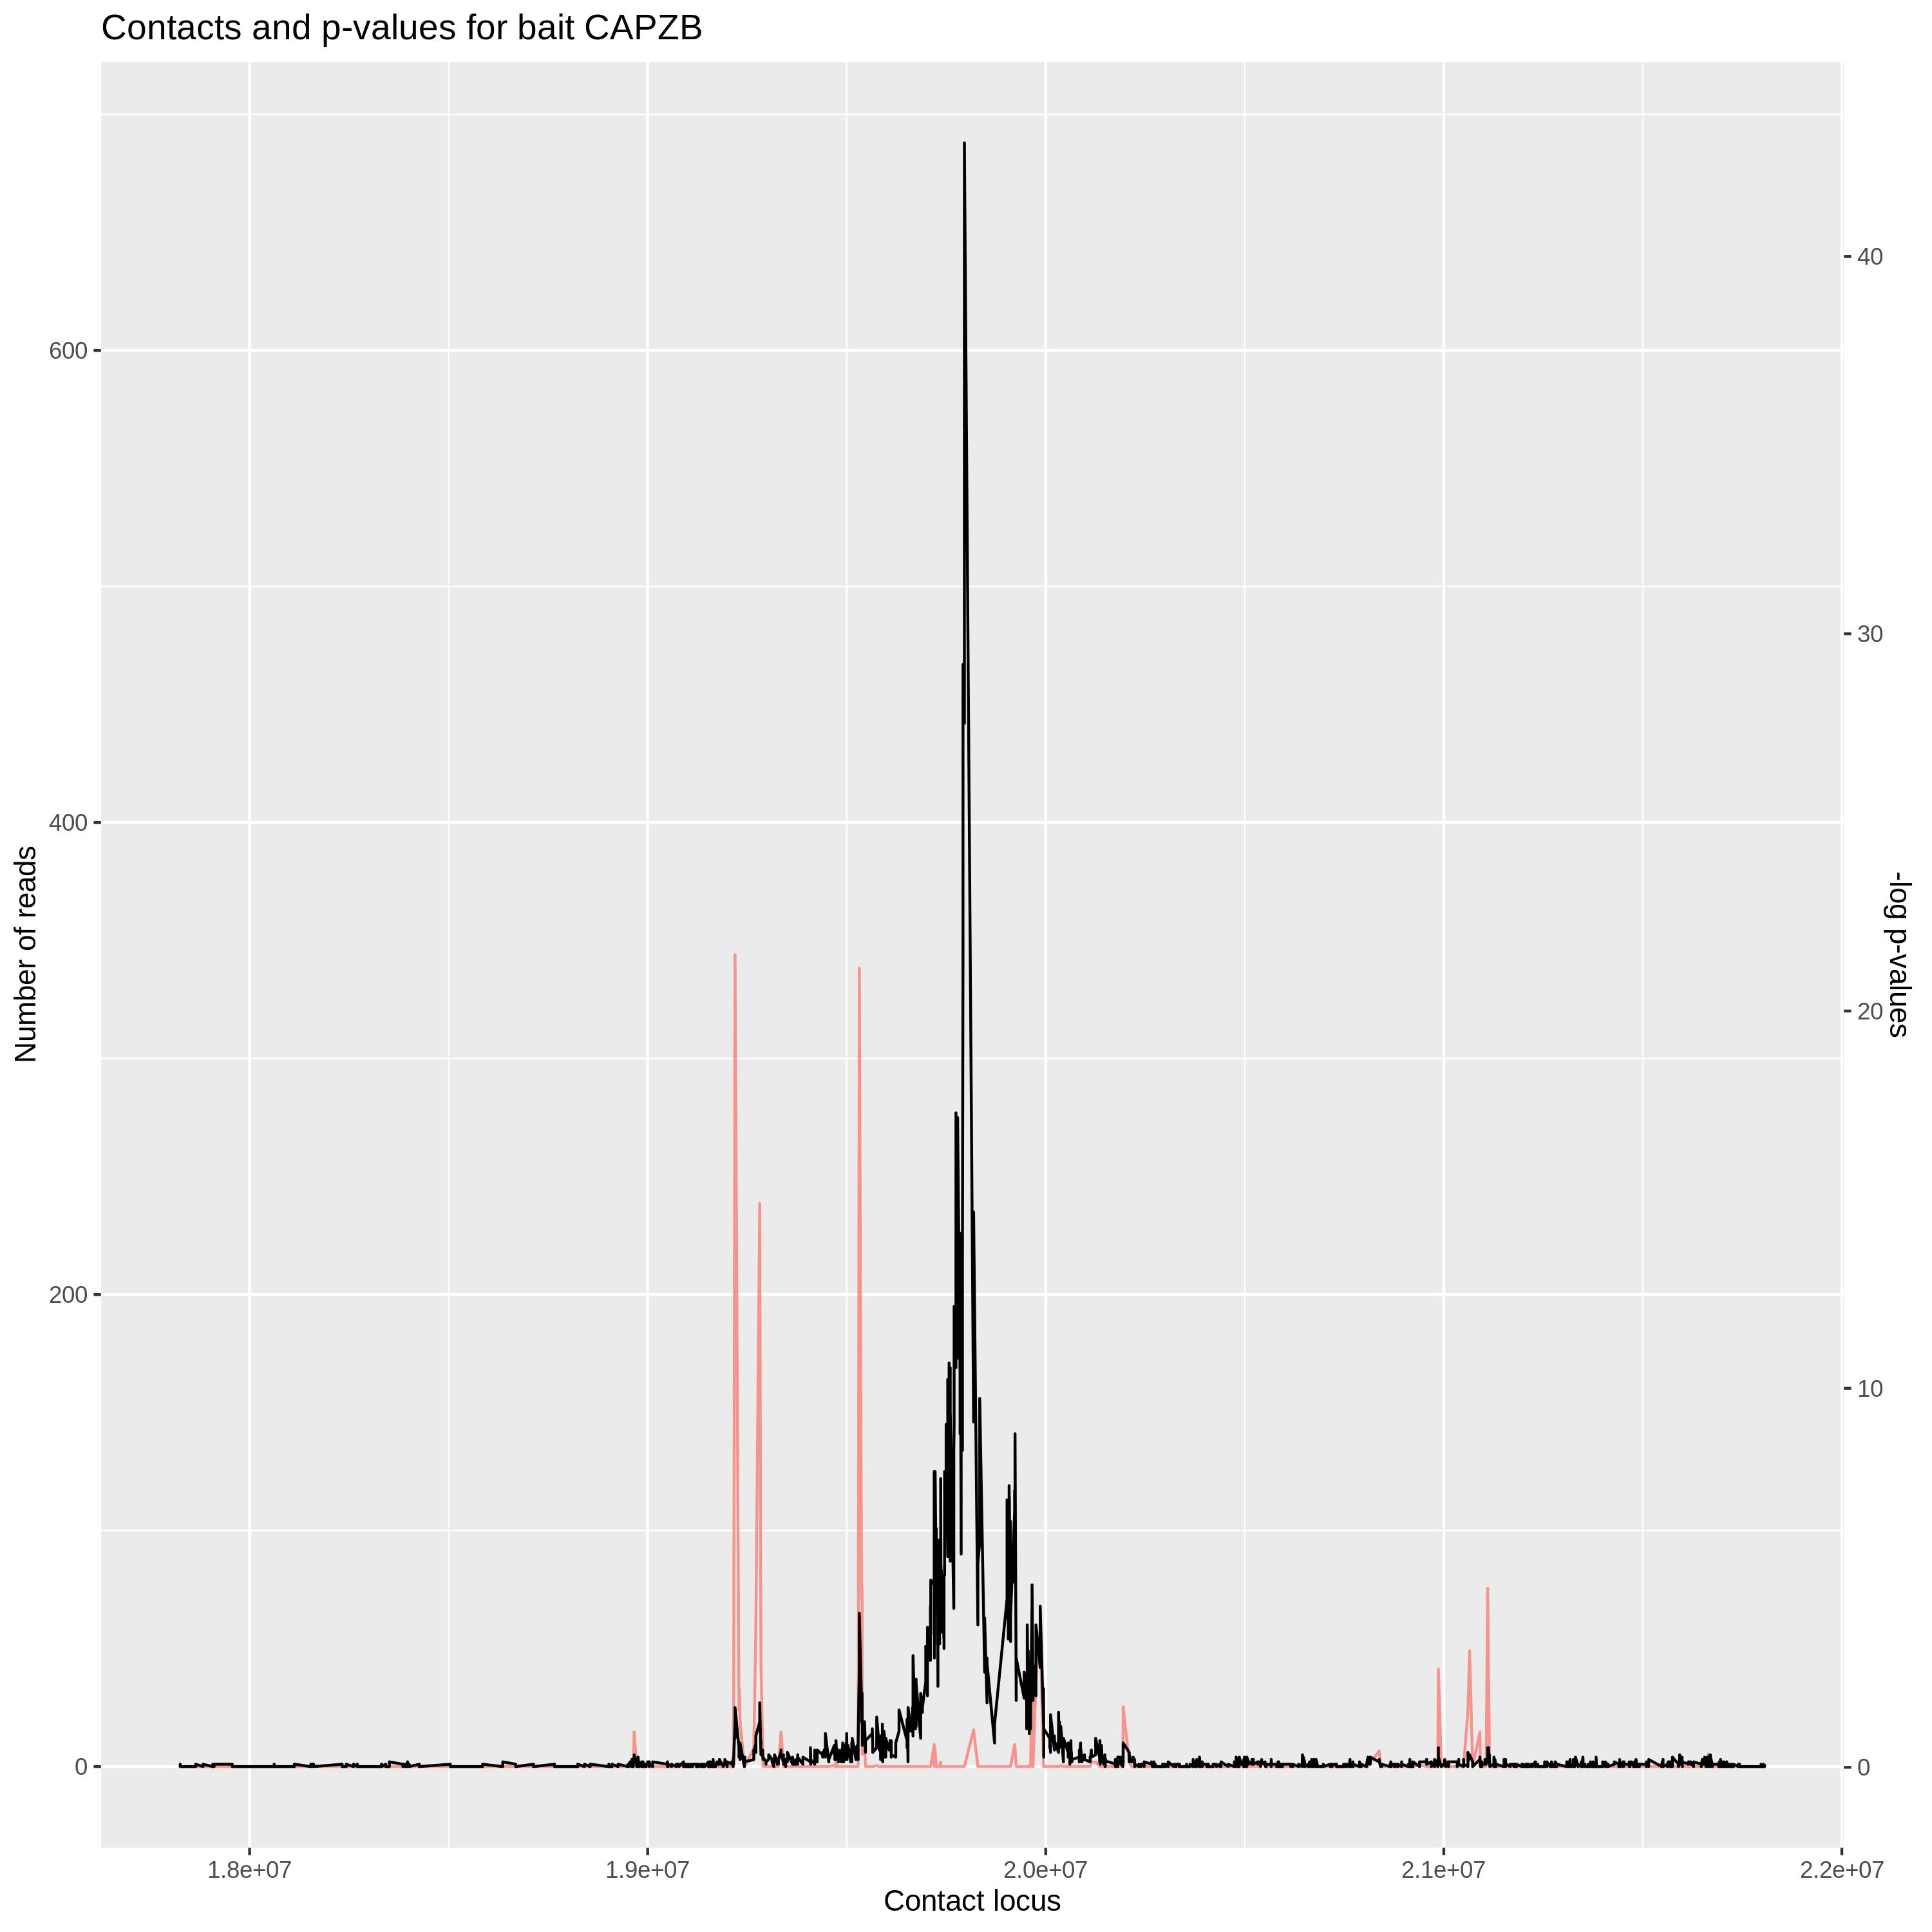 Contacts and p-values for bait CAPZB
Number of reads
600
400
200
0
40
30
20
10
0
-log p-values
1.8e+07
1.9e+07
2.0e+07
2.1e+07
2.2e+07
Contact locus